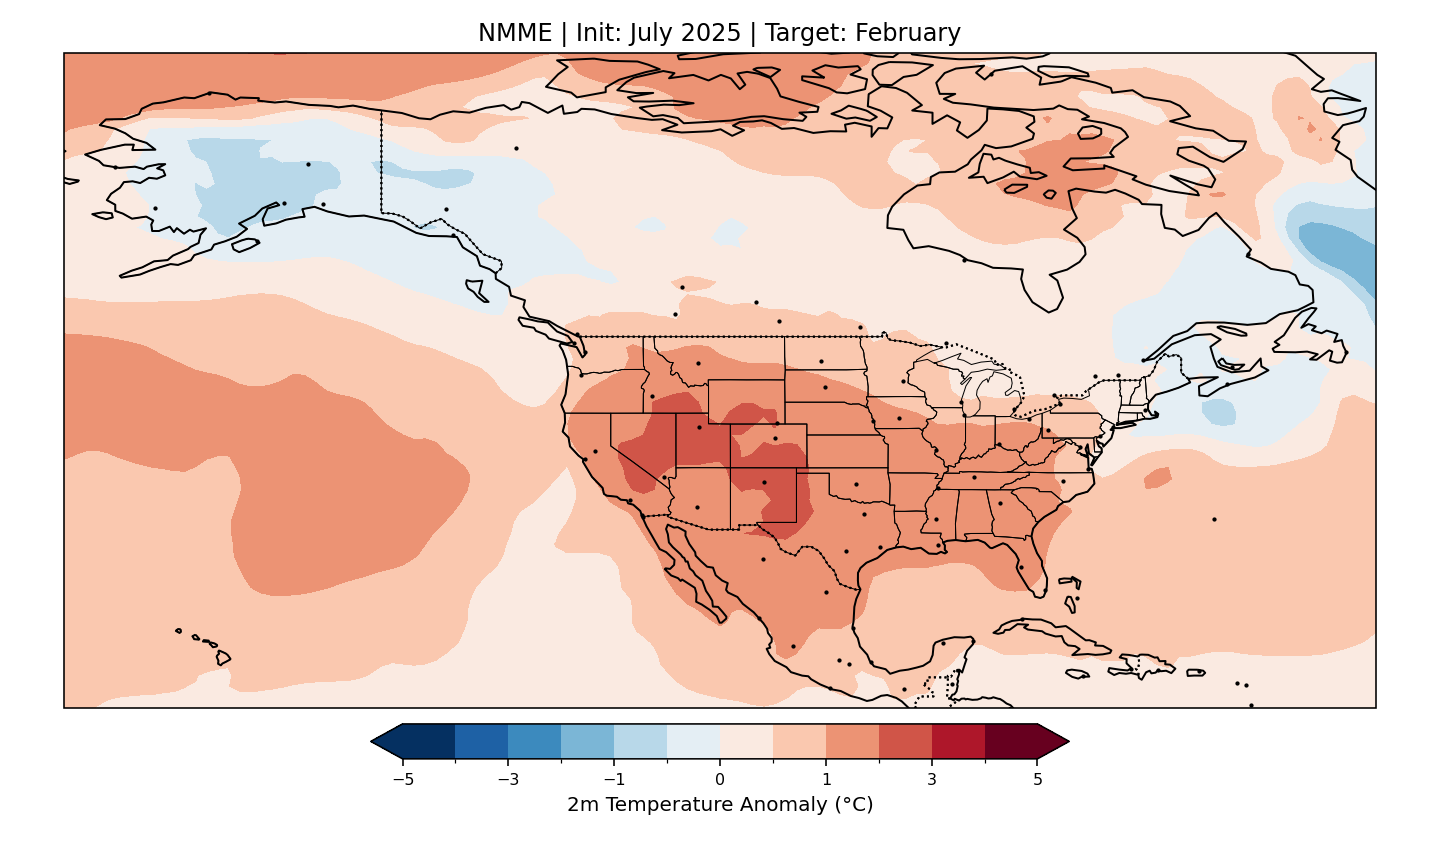 NMME | Init: July 2025 | Target: February
−5 −3 −1 0 1 3 5
2m Temperature Anomaly (°C)